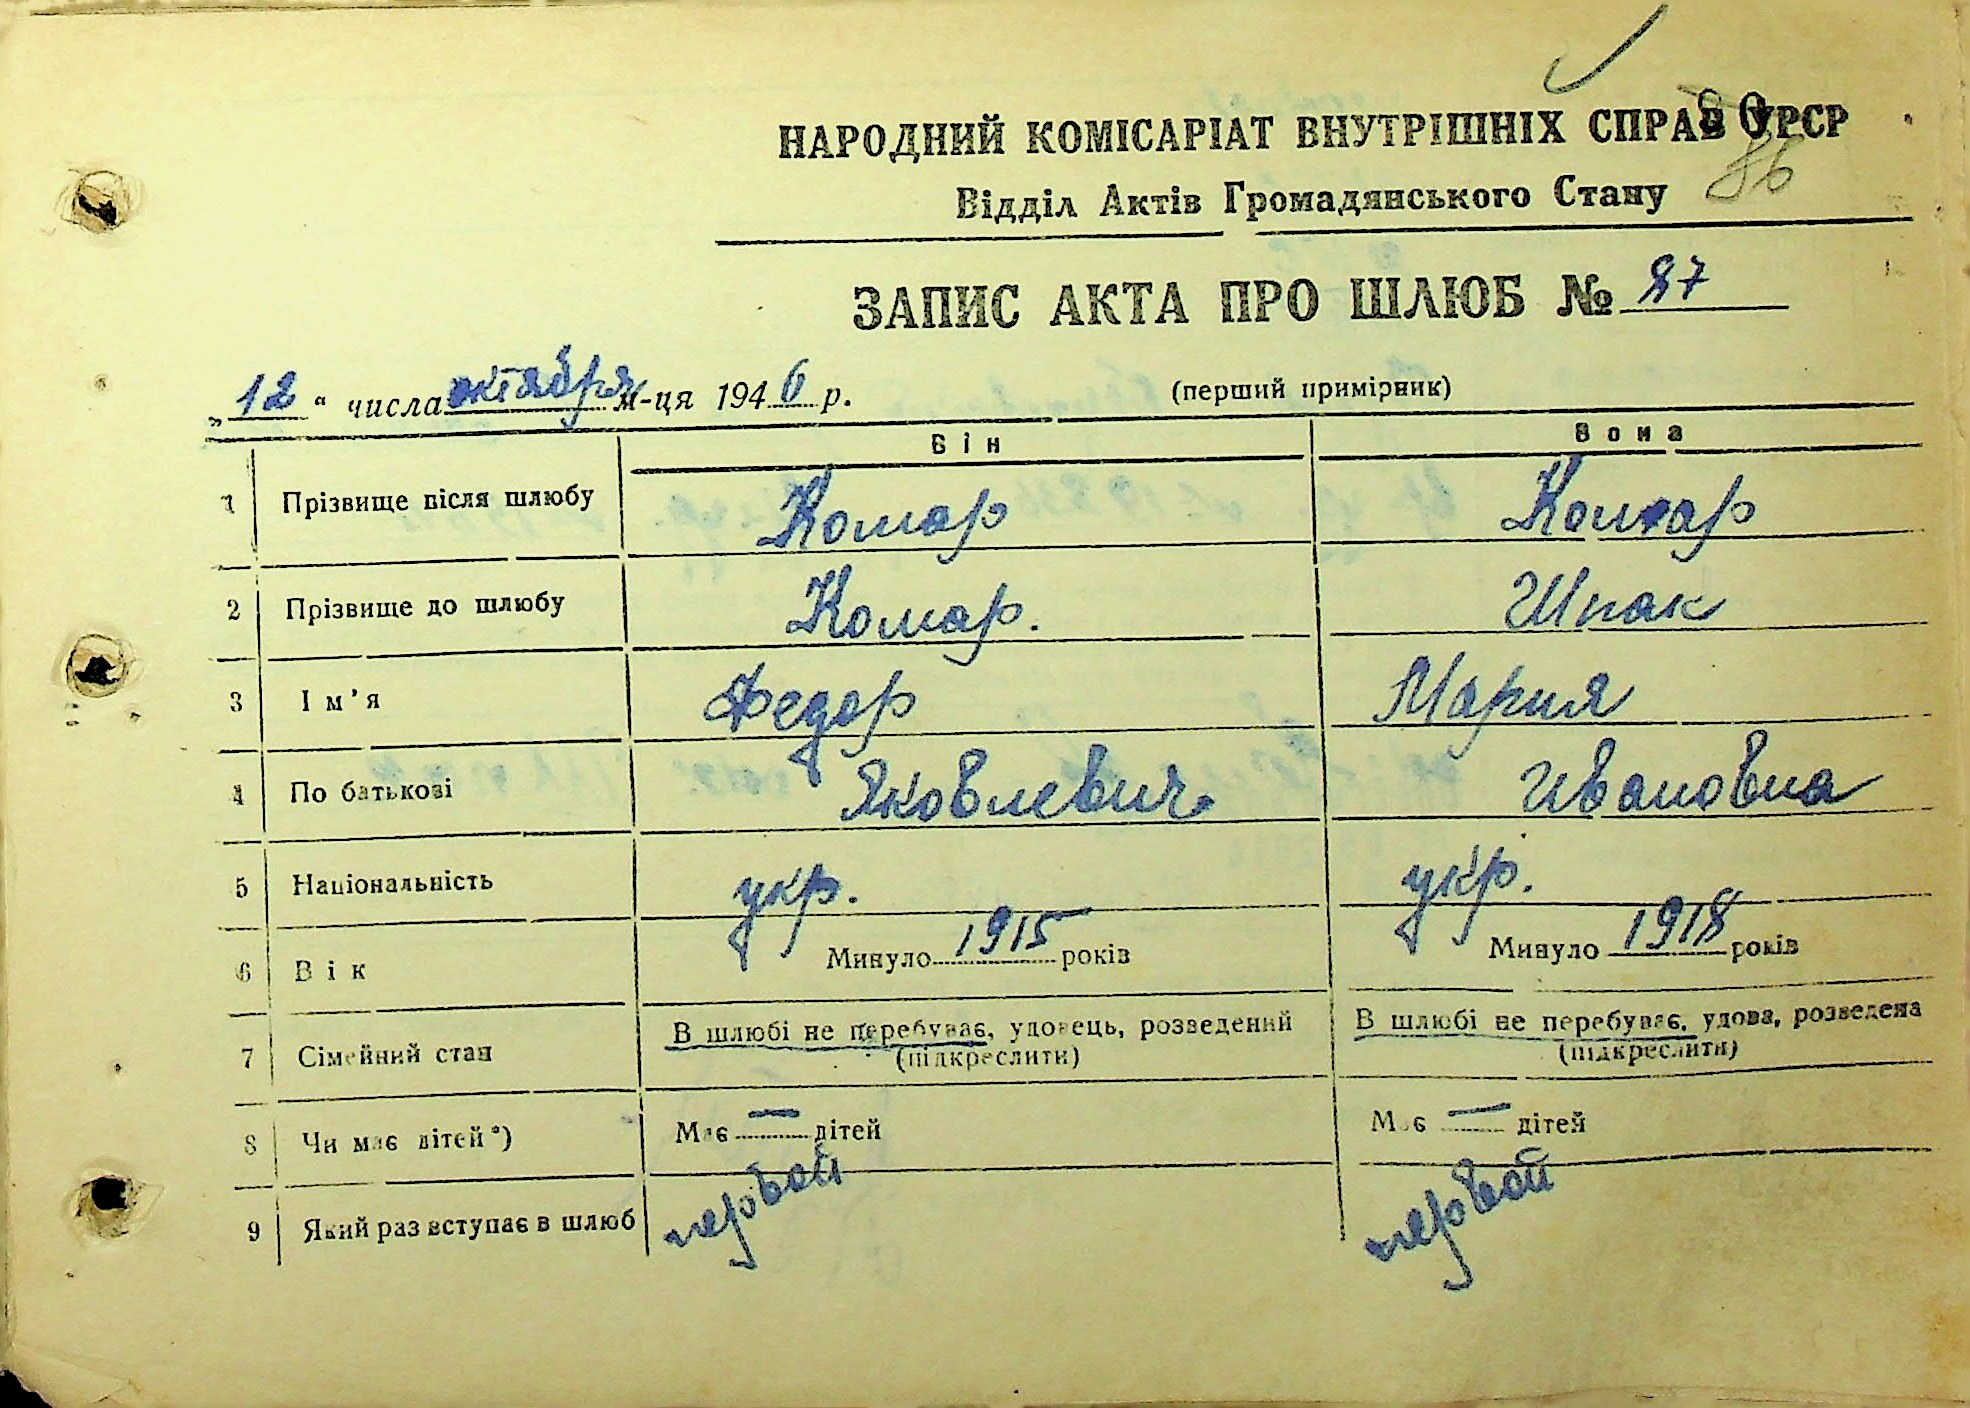 НАРОДНИЙ КОМІСАРІАТ ВНУТРІШНІХ СПРАВ УРСР
86
Відділ Актів Громадянського Стану
ЗАПИС АКТА ПРО ШЛЮБ № 87
„12“ числа октября м-ця 1946 р. (перший примірник)
Він Вона
1 Прізвище після шлюбу Комар Комар
2 Прізвище до шлюбу Комар. Шпак
3 Ім'я Федор Мария
4 По батькові Яковлевич Ивановна
5 Національність укр. укр.
6 Вік Минуло 1915 років Минуло 1918 років
7 Сімейний стан В шлюбі не перебуває, удовець, розведений В шлюбі не перебуває, удова, розведена
(підкреслити) (підкреслити)
8 Чи має дітей*) Має — дітей Має — дітей
9 Який раз вступає в шлюб первой первой